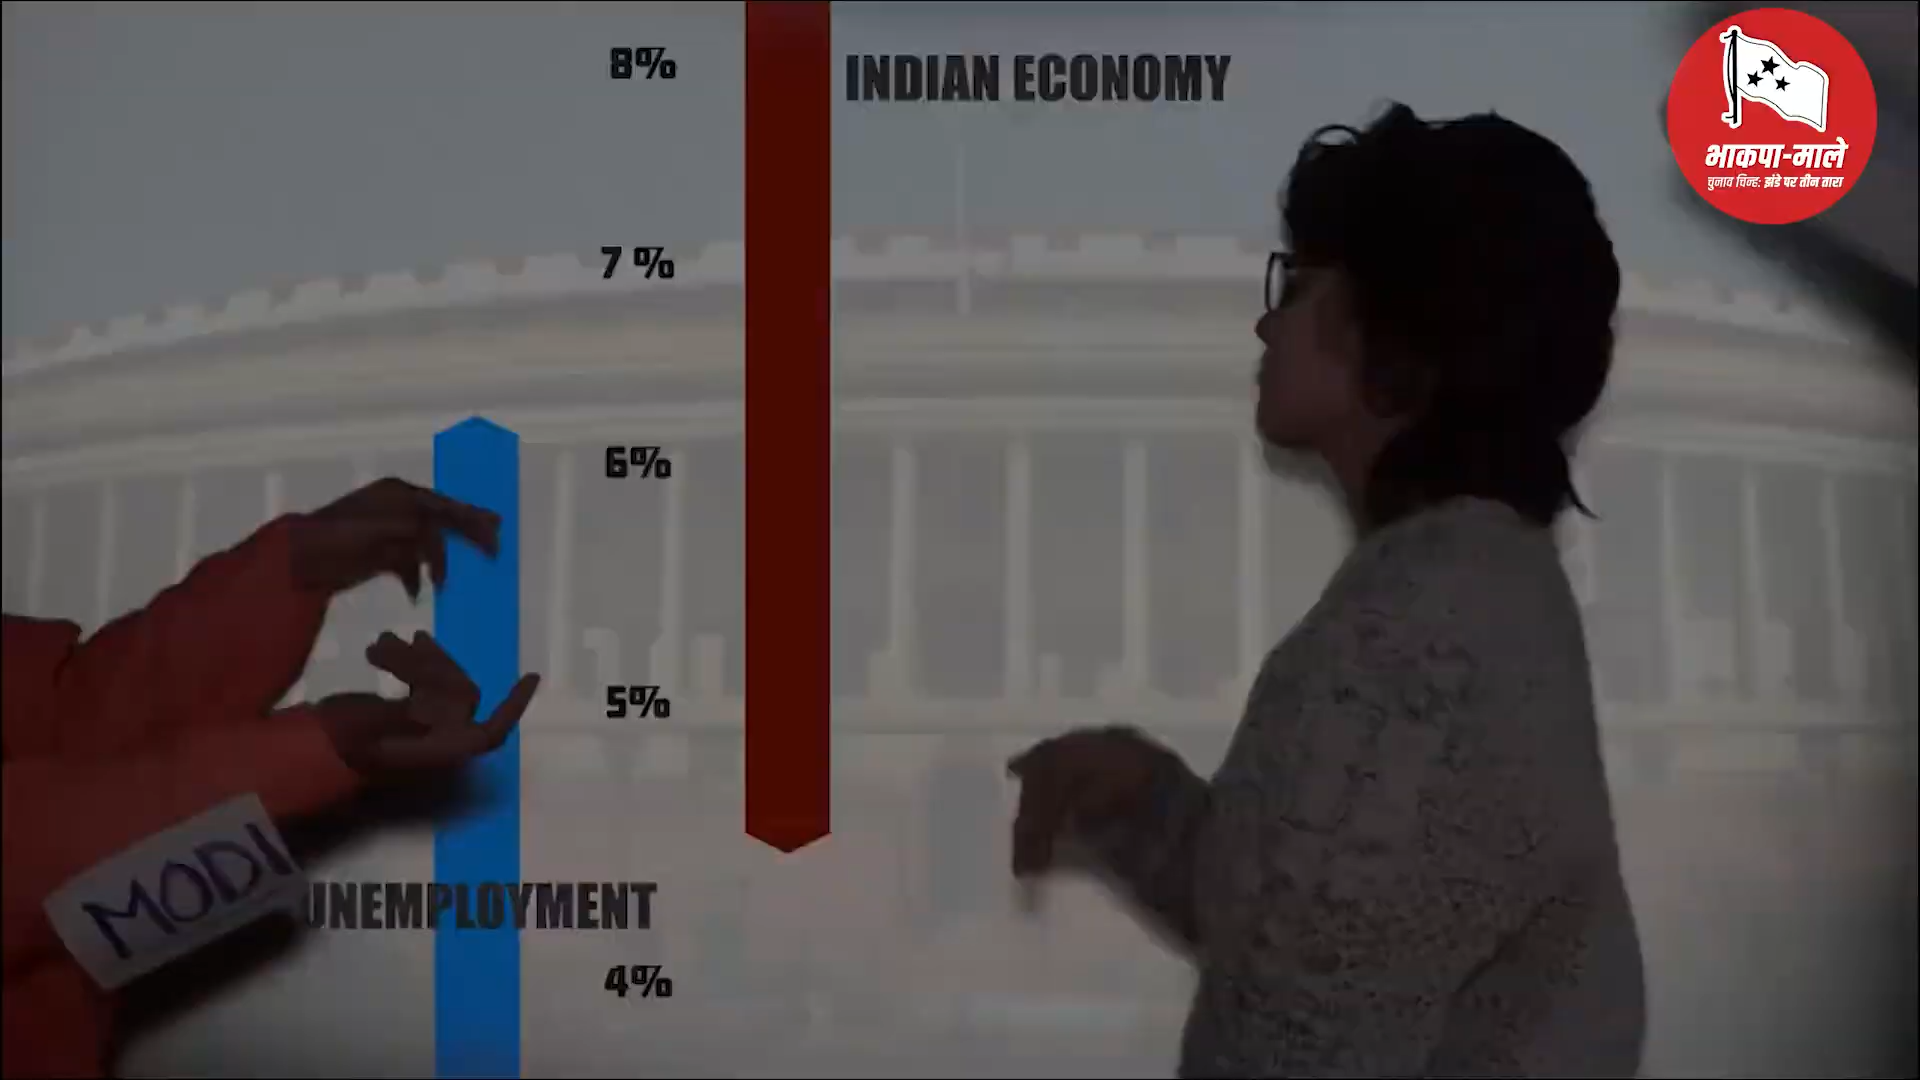 8%
INDIAN ECONOMY
भाकपा-माले
चुनाव चिन्ह: झंडे पर तीन तारा
7 %
6%
5%
MODI
UNEMPLOYMENT
4%